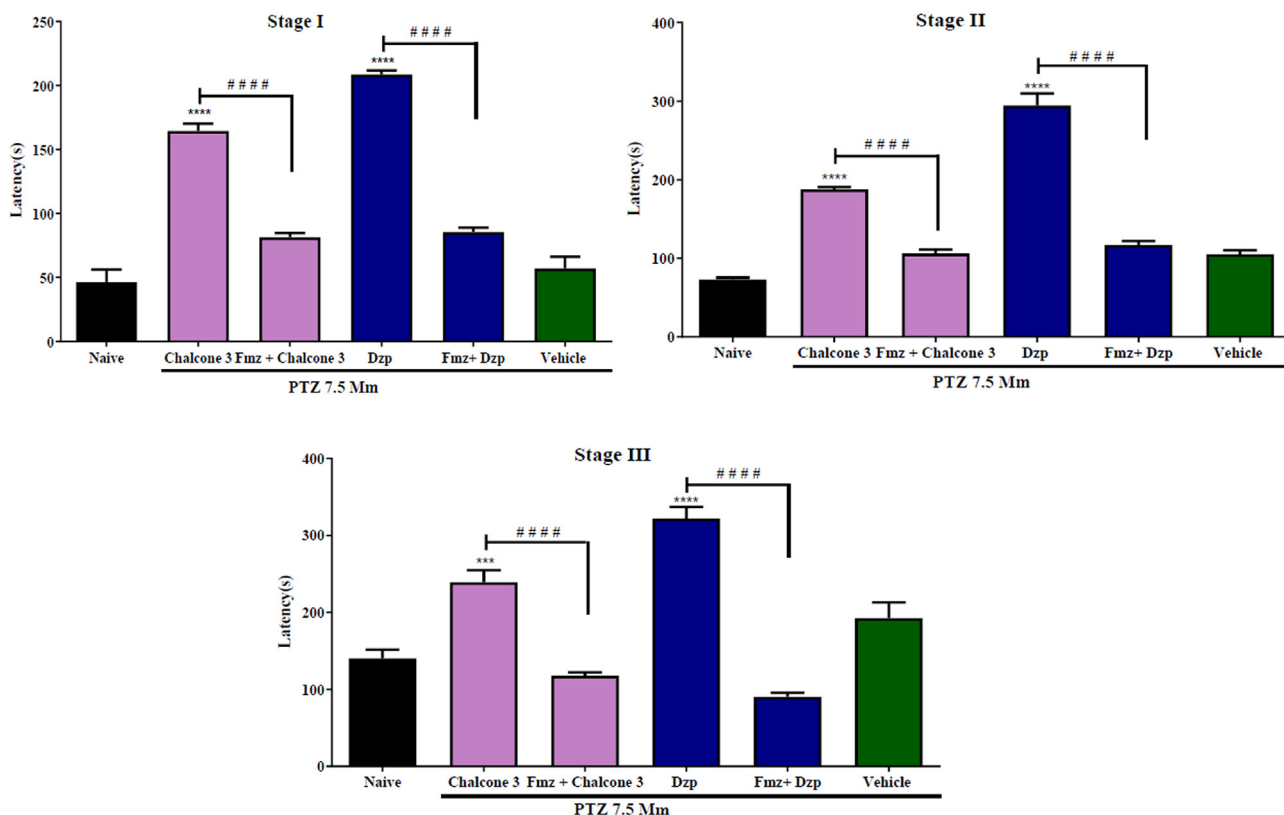 Stage I
Latency(s)
250
200
150
100
50
0
####
####
****
****
Naive Chalcone 3 Fmz + Chalcone 3 Dzp Fmz+ Dzp Vehicle
PTZ 7.5 Mm
Stage II
Latency(s)
400
300
200
100
0
####
####
****
****
Naive Chalcone 3 Fmz + Chalcone 3 Dzp Fmz+ Dzp Vehicle
PTZ 7.5 Mm
Stage III
Latency(s)
400
300
200
100
0
####
####
****
***
Naive Chalcone 3 Fmz + Chalcone 3 Dzp Fmz+ Dzp Vehicle
PTZ 7.5 Mm